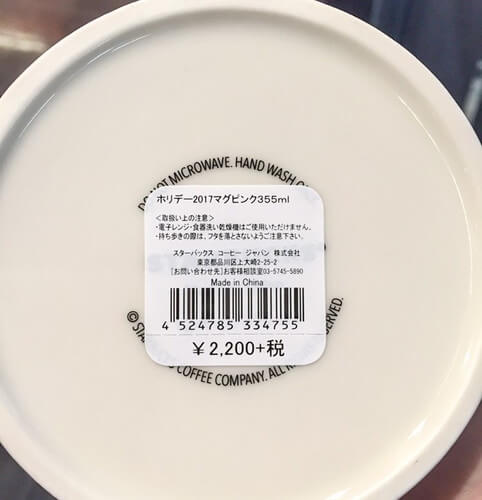 NOT MICROWAVE. HAND WASH
ホリデー2017マグピンク355ml
<取扱い上の注意>
・電子レンジ・食器洗い乾燥機はご使用いただけません。
・持ち歩きの際は、フタを落とさないようご注意下さい。
スターバックス コーヒー ジャパン 株式会社
東京都品川区上大崎2-25-2
[お問い合わせ先]お客様相談室03-5745-5890
Made in China
4 524785 334755
¥2,200+税
© STA
COFFEE COMPANY. ALL
RESERVED.